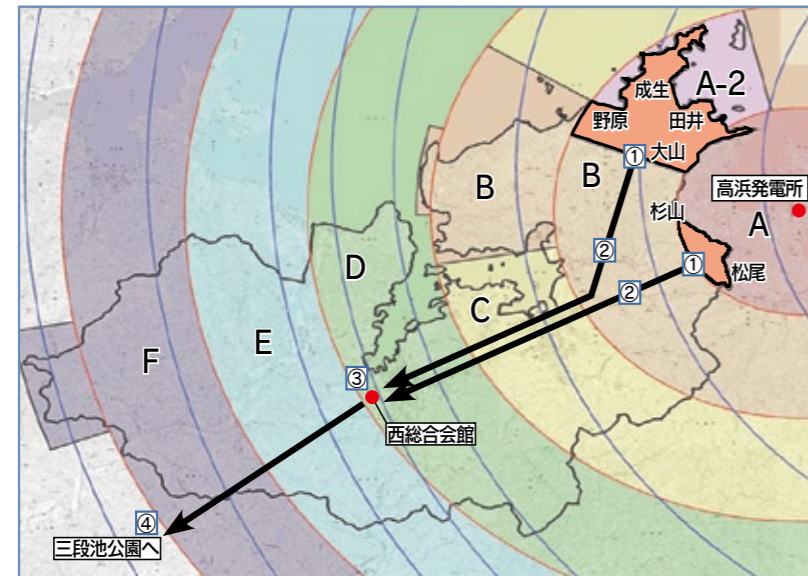 成生
A-2
野原
田井
①
大山
B
B
高浜発電所
杉山
A
②
①
松尾
D
②
C
E
F
③
西総合会館
④
三段池公園へ